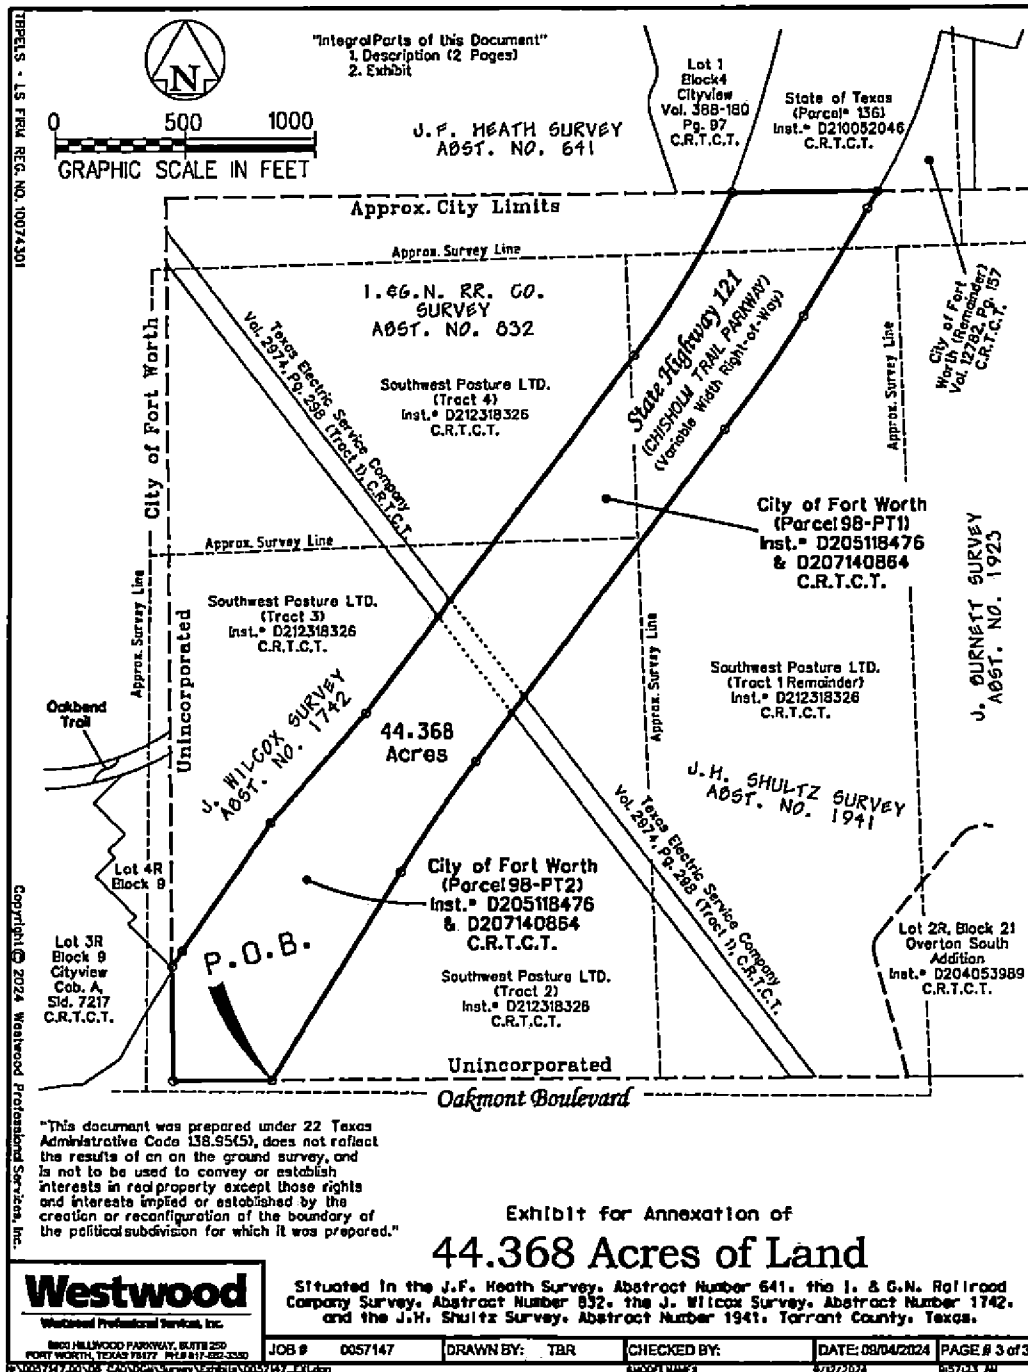 TBPELS - LS FIRM REG. NO. 10074301
N
"Integral Parts of this Document"
1. Description (2 Pages)
2. Exhibit
0 500 1000
GRAPHIC SCALE IN FEET
J.F. HEATH SURVEY
ABST. NO. 641
Lot 1
Block 4
Cityview
Vol. 388-180
Pg. 97
C.R.T.C.T.
State of Texas
(Parcel* 136)
Inst.* D210052046
C.R.T.C.T.
Approx. City Limits
Approx. Survey Line
I. &G.N. RR. CO.
SURVEY
ABST. NO. 832
Texas Electric Service Company
Vol. 2974, Pg. 298 (Tract 1), C.R.T.C.T.
State Highway 121
(CHISHOLM TRAIL PARKWAY)
(Variable Width Right-of-Way)
City of Fort
Worth (Remainder)
Vol. 12782, Pg. 157
C.R.T.C.T.
Southwest Pasture LTD.
(Tract 4)
Inst.* D212318326
C.R.T.C.T.
Approx. Survey Line
City of Fort Worth
Unincorporated
City of Fort Worth
(Parcel 98-PT1)
Inst.* D205118476
& D207140864
C.R.T.C.T.
Approx. Survey Line
J. BURNETT SURVEY
ABST. NO. 1923
Southwest Pasture LTD.
(Tract 3)
Inst.* D212318326
C.R.T.C.T.
Approx. Survey Line
Approx. Survey Line
Southwest Pasture LTD.
(Tract 1 Remainder)
Inst.* D212318326
C.R.T.C.T.
Oakbend
Trail
J. WILCOX SURVEY
ABST. NO. 1742
44.368
Acres
J.H. SHULTZ SURVEY
ABST. NO. 1941
Texas Electric Service Company
Vol. 2974, Pg. 298 (Tract 1), C.R.T.C.T.
Lot 4R
Block 9
City of Fort Worth
(Parcel 98-PT2)
Inst.* D205118476
& D207140864
C.R.T.C.T.
Lot 3R
Block 9
Cityview
Cab. A,
Sld. 7217
C.R.T.C.T.
P.O.B.
Southwest Pasture LTD.
(Tract 2)
Inst.* D212318326
C.R.T.C.T.
Lot 2R, Block 21
Overton South
Addition
Inst.* D204053989
C.R.T.C.T.
Unincorporated
Oakmont Boulevard
Copyright © 2024 Westwood Professional Services, Inc.
"This document was prepared under 22 Texas
Administrative Code 138.95(5), does not reflect
the results of an on the ground survey, and
is not to be used to convey or establish
interests in real property except those rights
and interests implied or established by the
creation or reconfiguration of the boundary of
the political subdivision for which it was prepared."
Exhibit for Annexation of
44.368 Acres of Land
Situated in the J.F. Heath Survey, Abstract Number 641, the I. & G.N. Railroad
Company Survey, Abstract Number 832, the J. Wilcox Survey, Abstract Number 1742,
and the J.H. Shultz Survey, Abstract Number 1941, Tarrant County, Texas.
Westwood
Westwood Professional Services, Inc.
HILLWOOD PARKWAY, SUITE 250
FORT WORTH, TEXAS 76177
JOB # 0057147 DRAWN BY: TBR CHECKED BY: DATE: 09/04/2024 PAGE # 3 of 3
9/12/2024